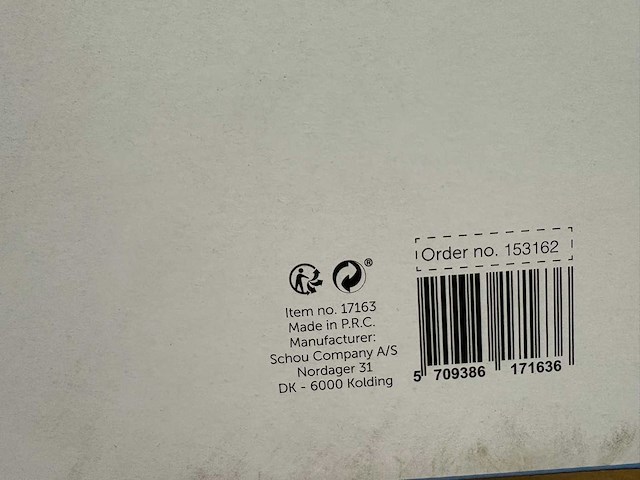 Order no. 153162
®
Item no. 17163
Made in P.R.C.
Manufacturer:
Schou Company A/S
Nordager 31
DK - 6000 Kolding
5 709386 171636